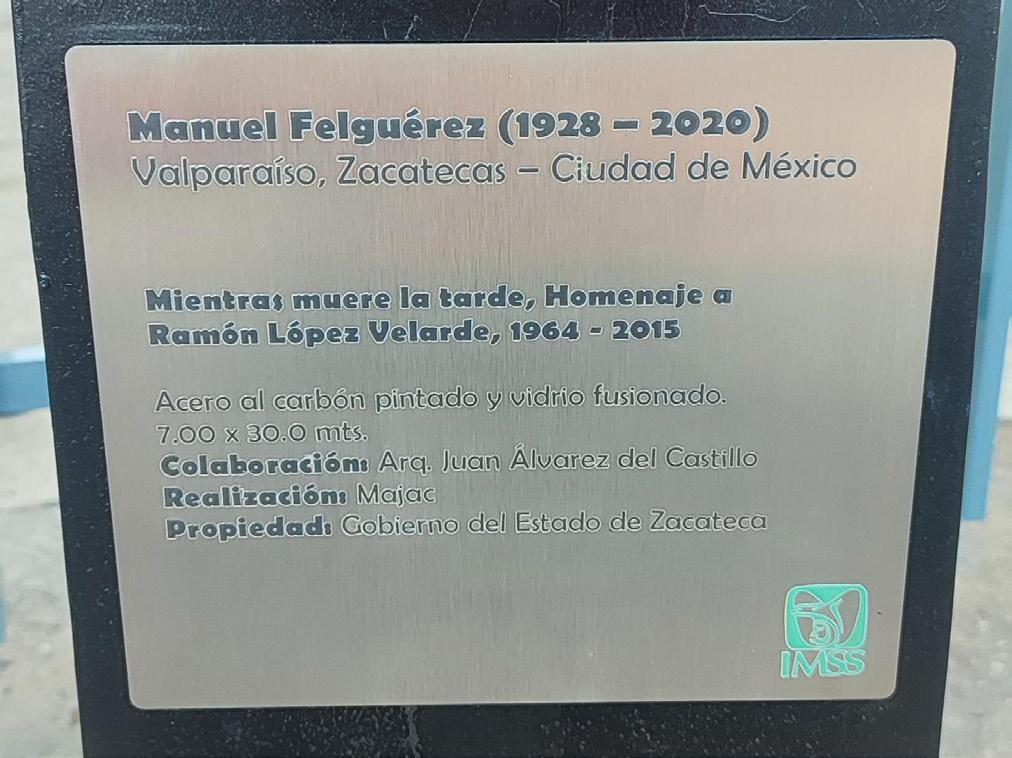 Manuel Felguérez (1928 – 2020)
Valparaíso, Zacatecas – Ciudad de México
Mientras muere la tarde, Homenaje a
Ramón López Velarde, 1964 - 2015
Acero al carbón pintado y vidrio fusionado.
7.00 x 30.0 mts.
Colaboración: Arq. Juan Álvarez del Castillo
Realización: Majac
Propiedad: Gobierno del Estado de Zacateca
IMSS